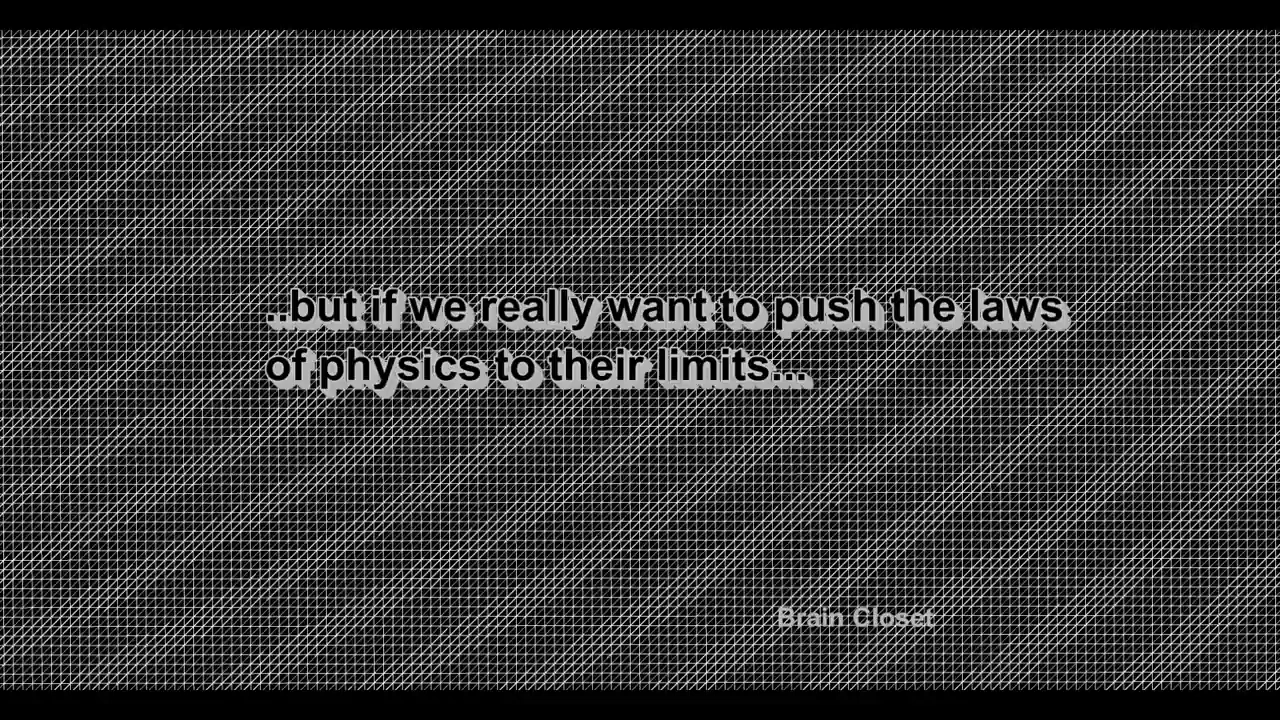 ..but if we really want to push the laws
of physics to their limits...
Brain Closet